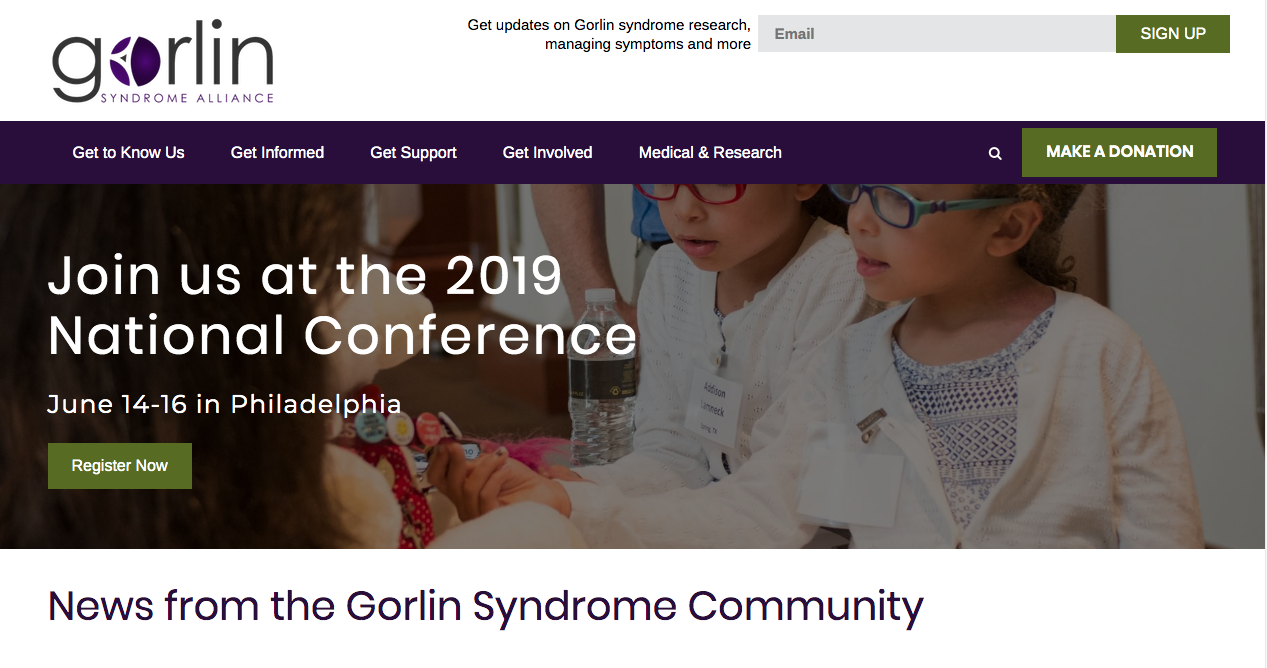 gorlin
SYNDROME ALLIANCE
Get updates on Gorlin syndrome research,
managing symptoms and more
Email
SIGN UP
Get to Know Us
Get Informed
Get Support
Get Involved
Medical & Research
MAKE A DONATION
Join us at the 2019
National Conference
June 14-16 in Philadelphia
Register Now
Addison
News from the Gorlin Syndrome Community